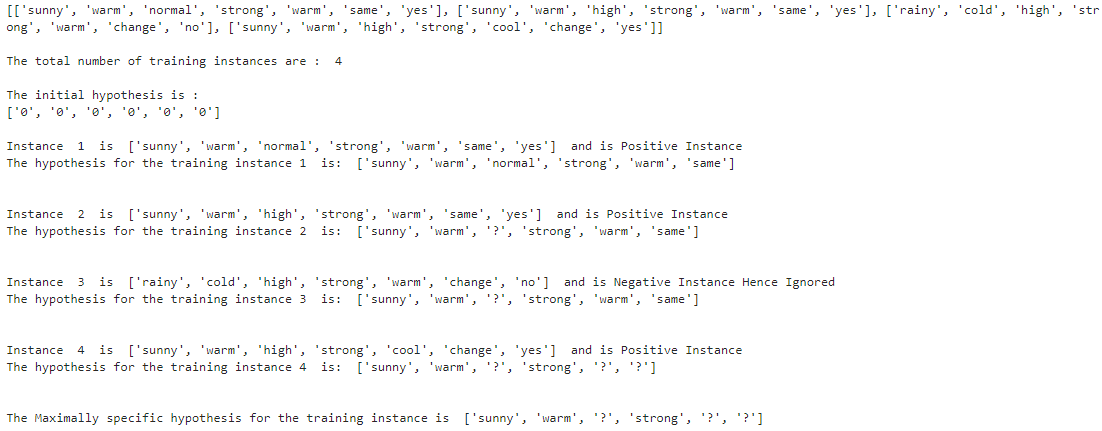 [['sunny', 'warm', 'normal', 'strong', 'warm', 'same', 'yes'], ['sunny', 'warm', 'high', 'strong', 'warm', 'same', 'yes'], ['rainy', 'cold', 'high', 'str
ong', 'warm', 'change', 'no'], ['sunny', 'warm', 'high', 'strong', 'cool', 'change', 'yes']]
The total number of training instances are :  4
The initial hypothesis is :
['0', '0', '0', '0', '0', '0']
Instance  1  is  ['sunny', 'warm', 'normal', 'strong', 'warm', 'same', 'yes']  and is Positive Instance
The hypothesis for the training instance 1  is:  ['sunny', 'warm', 'normal', 'strong', 'warm', 'same']
Instance  2  is  ['sunny', 'warm', 'high', 'strong', 'warm', 'same', 'yes']  and is Positive Instance
The hypothesis for the training instance 2  is:  ['sunny', 'warm', '?', 'strong', 'warm', 'same']
Instance  3  is  ['rainy', 'cold', 'high', 'strong', 'warm', 'change', 'no']  and is Negative Instance Hence Ignored
The hypothesis for the training instance 3  is:  ['sunny', 'warm', '?', 'strong', 'warm', 'same']
Instance  4  is  ['sunny', 'warm', 'high', 'strong', 'cool', 'change', 'yes']  and is Positive Instance
The hypothesis for the training instance 4  is:  ['sunny', 'warm', '?', 'strong', '?', '?']
The Maximally specific hypothesis for the training instance is  ['sunny', 'warm', '?', 'strong', '?', '?']